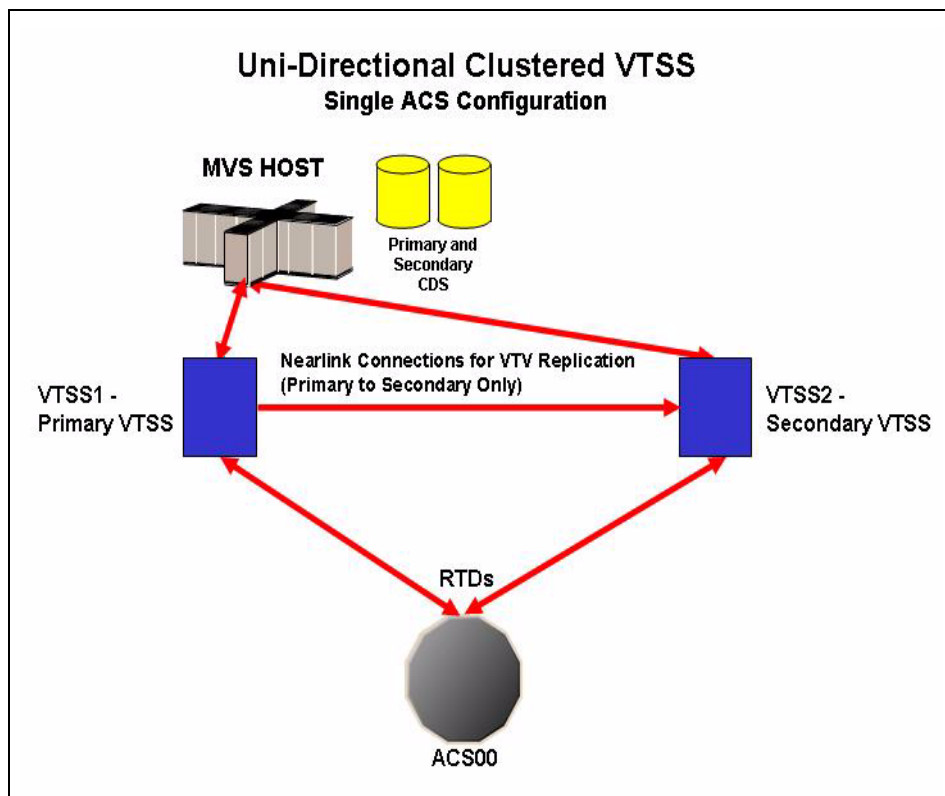 Uni-Directional Clustered VTSS
Single ACS Configuration
MVS HOST
Primary and
Secondary
CDS
Nearlink Connections for VTV Replication
(Primary to Secondary Only)
VTSS1 -
Primary VTSS
VTSS2 -
Secondary VTSS
RTDs
ACS00